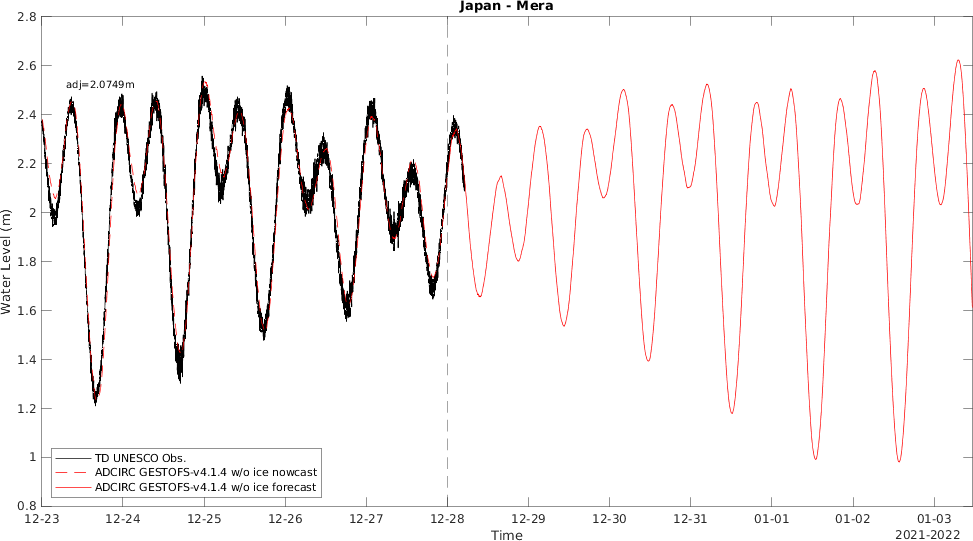 Japan - Mera
2.8
2.6
2.4
2.2
2
1.8
1.6
1.4
1.2
1
0.8
Water Level (m)
adj=2.0749m
TD UNESCO Obs.
ADCIRC GESTOFS-v4.1.4 w/o ice nowcast
ADCIRC GESTOFS-v4.1.4 w/o ice forecast
12-23 12-24 12-25 12-26 12-27 12-28 12-29 12-30 12-31 01-01 01-02 01-03
Time
2021-2022